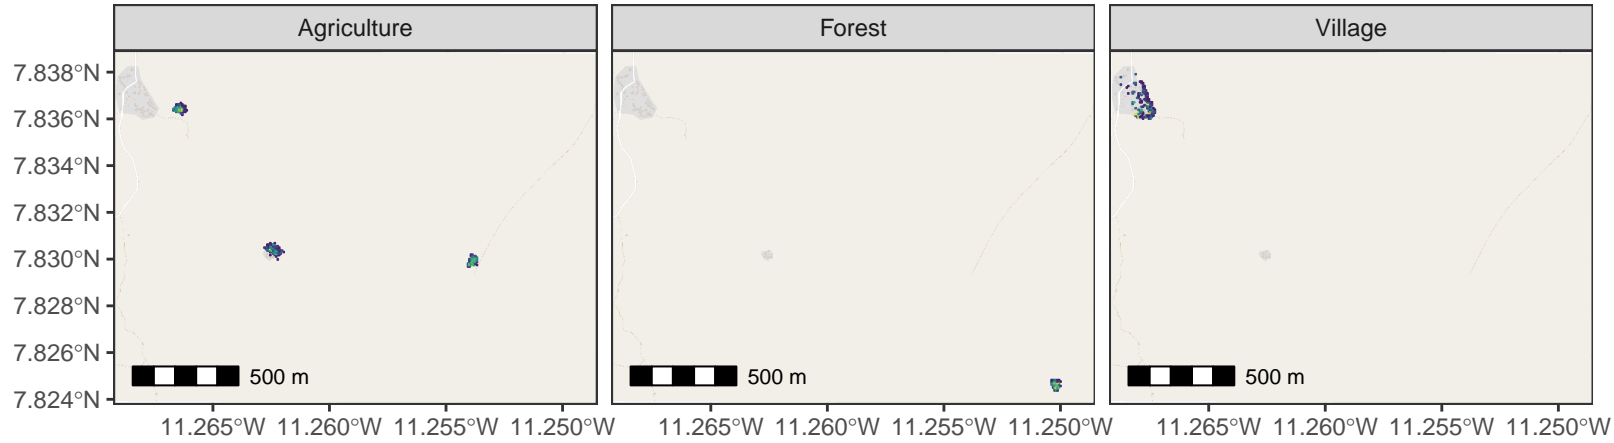 Agriculture Forest Village
7.838°N
7.836°N
7.834°N
7.832°N
7.830°N
7.828°N
7.826°N
7.824°N
500 m 500 m 500 m
11.265°W 11.260°W 11.255°W 11.250°W 11.265°W 11.260°W 11.255°W 11.250°W 11.265°W 11.260°W 11.255°W 11.250°W